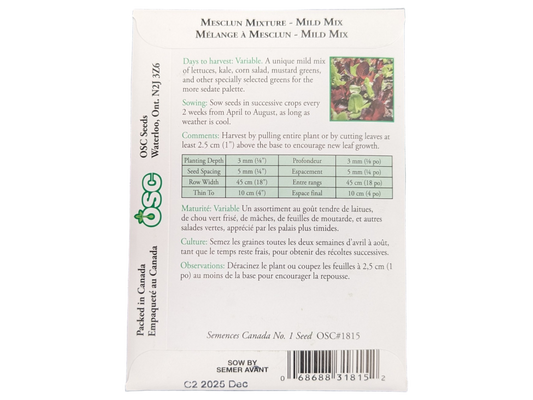 MESCLUN MIXTURE - MILD MIX
MÉLANGE À MESCLUN - MILD MIX
Days to harvest: Variable. A unique mild mix
of lettuces, kale, corn salad, mustard greens,
and other specially selected greens for the
more sedate palette.
Sowing: Sow seeds in successive crops every
2 weeks from April to August, as long as
weather is cool.
Comments: Harvest by pulling entire plant or by cutting leaves at
at least 2.5 cm (1") above the base to encourage new leaf growth.
Planting Depth 3 mm (⅛") Profondeur 3 mm (⅛ po)
Seed Spacing 5 mm (¼") Espacement 5 mm (¼ po)
Row Width 45 cm (18") Entre rangs 45 cm (18 po)
Thin To 10 cm (4") Espace final 10 cm (4 po)
Maturité: Variable Un assortiment au goût tendre de laitues,
de chou vert frisé, de mâches, de feuilles de moutarde, et autres
salades vertes, apprécié par les palais plus timides.
Culture: Semez les graines toutes les deux semaines d'avril à août,
tant que le temps reste frais, pour obtenir des récoltes successives.
Observations: Déracinez le plant ou coupez les feuilles à 2,5 cm (1
po) au moins de la base pour encourager la repousse.
Semences Canada No. 1 Seed OSC#1815
OSC Seeds
Waterloo, Ont. N2J 3Z6
OSC
Packed in Canada
Empaqueté au Canada
SOW BY
SEMER AVANT
C2 2025 Dec
0 68688 31815 2